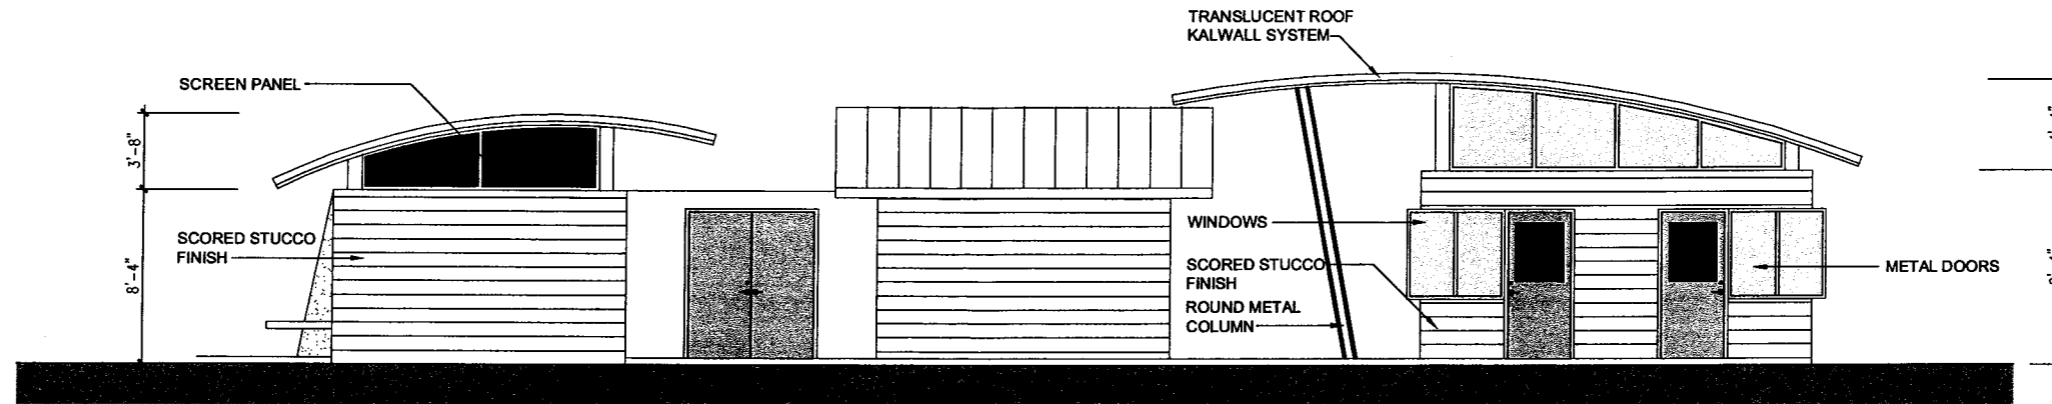 TRANSLUCENT ROOF
KALWALL SYSTEM
SCREEN PANEL
3'-8"
SCORED STUCCO
FINISH
8'-4"
WINDOWS
SCORED STUCCO
FINISH
ROUND METAL
COLUMN
METAL DOORS